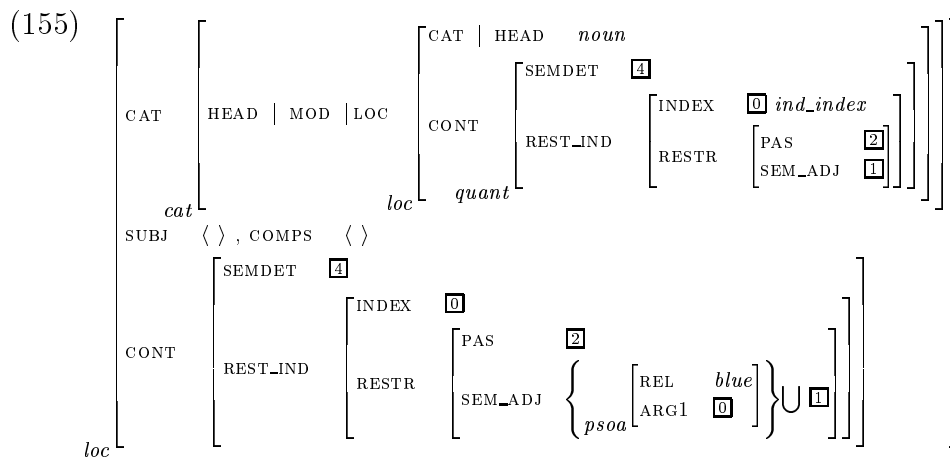 (155)
CAT | HEAD noun
SEMDET 4
INDEX 0 ind_index
CAT HEAD | MOD | LOC CONT REST_IND
PAS 2
RESTR
SEM_ADJ 1
quant
loc
cat
SUBJ ⟨ ⟩ , COMPS ⟨ ⟩
SEMDET 4
INDEX 0
PAS 2
CONT REST_IND
REL blue
RESTR SEM_ADJ { } ∪ 1
ARG1 0
psoa
loc